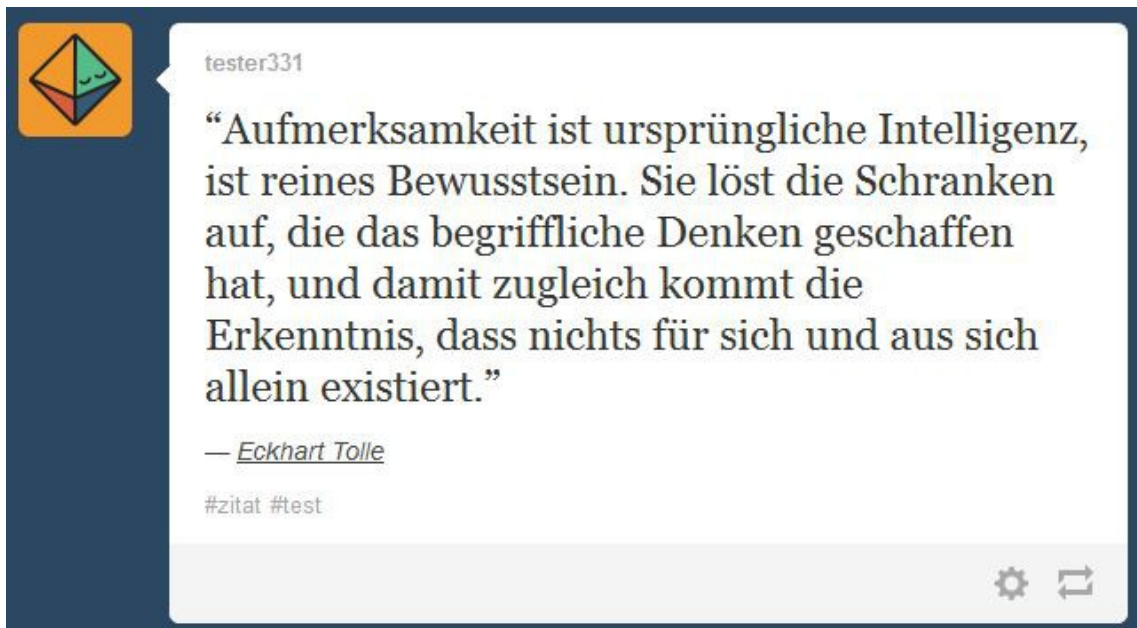 tester331
“Aufmerksamkeit ist ursprüngliche Intelligenz,
ist reines Bewusstsein. Sie löst die Schranken
auf, die das begriffliche Denken geschaffen
hat, und damit zugleich kommt die
Erkenntnis, dass nichts für sich und aus sich
allein existiert.”
— Eckhart Tolle
#zitat #test